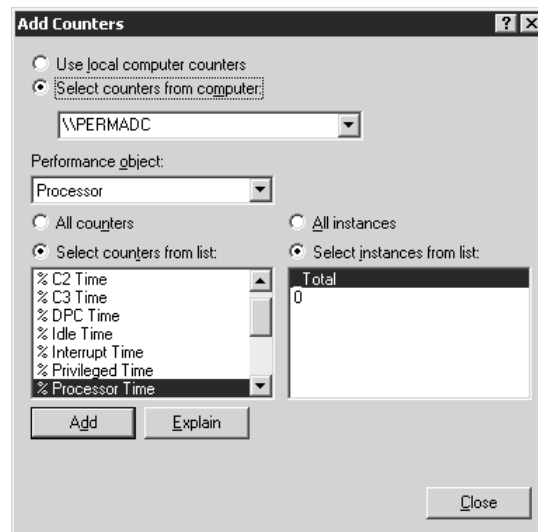 Add Counters
Use local computer counters
Select counters from computer:
\\PERMADC
Performance object:
Processor
All counters
All instances
Select counters from list:
Select instances from list:
% C2 Time
% C3 Time
% DPC Time
% Idle Time
% Interrupt Time
% Privileged Time
% Processor Time
_Total
0
Add
Explain
Close